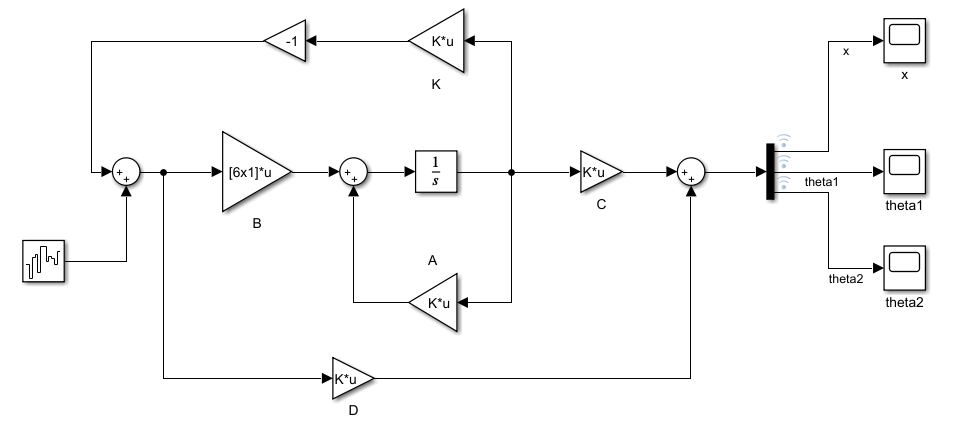 -1
K*u
K
x
x
+
+
[6x1]*u
B
+
+
1
s
K*u
C
+
+
theta1
theta1
A
K*u
theta2
theta2
K*u
D